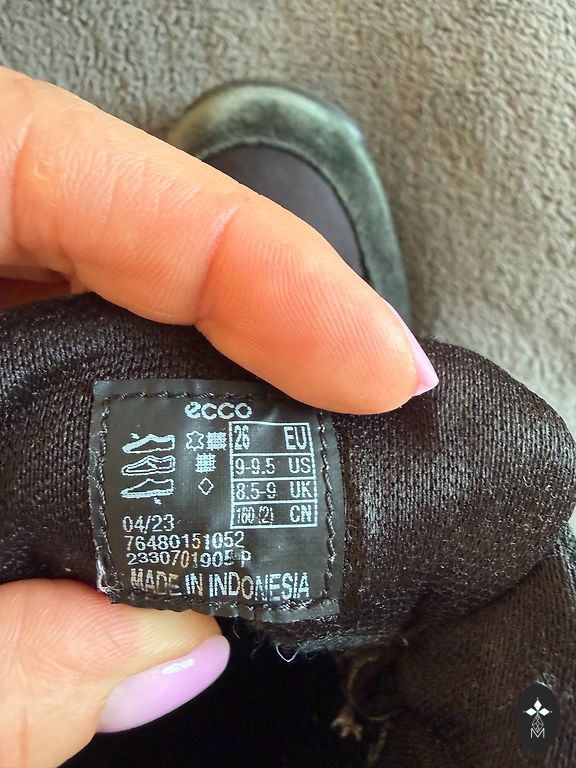 ecco
26 EU
9-9.5 US
8.5-9 UK
160 (2) CN
04/23
76480151052
2330701905 P
MADE IN INDONESIA
M